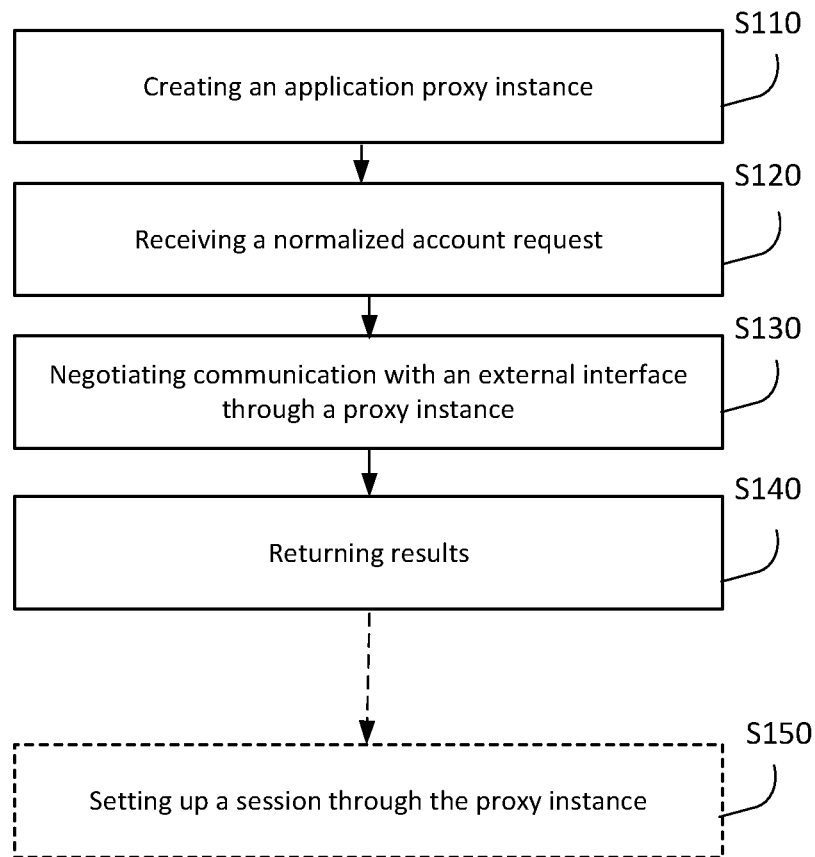 S110
Creating an application proxy instance
S120
Receiving a normalized account request
S130
Negotiating communication with an external interface
through a proxy instance
S140
Returning results
S150
Setting up a session through the proxy instance